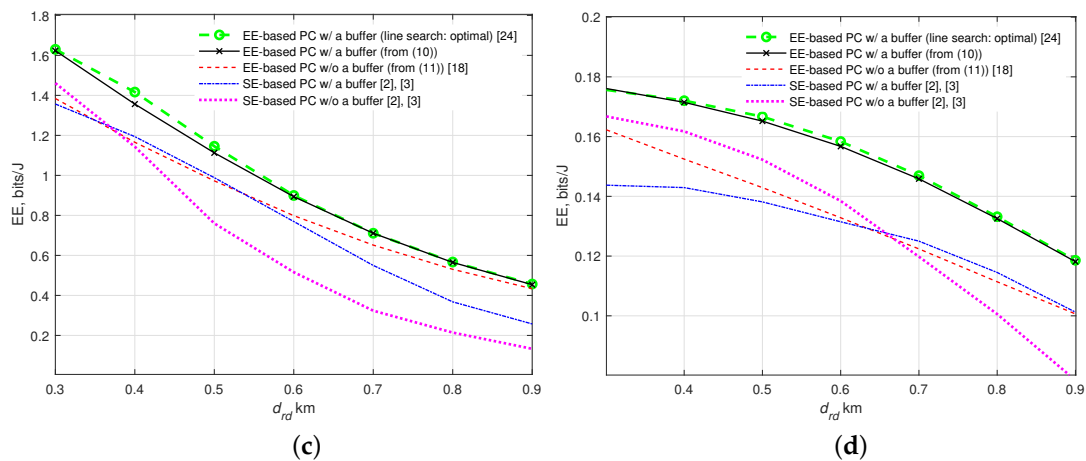 EE-based PC w/ a buffer (line search: optimal) [24]
EE-based PC w/ a buffer (from (10))
EE-based PC w/o a buffer (from (11)) [18]
SE-based PC w/ a buffer [2], [3]
SE-based PC w/o a buffer [2], [3]
EE, bits/J
1.8
1.6
1.4
1.2
1
0.8
0.6
0.4
0.2
0.3 0.4 0.5 0.6 0.7 0.8 0.9
d_rd km
(c)
EE-based PC w/ a buffer (line search: optimal) [24]
EE-based PC w/ a buffer (from (10))
EE-based PC w/o a buffer (from (11)) [18]
SE-based PC w/ a buffer [2], [3]
SE-based PC w/o a buffer [2], [3]
EE, bits/J
0.2
0.18
0.16
0.14
0.12
0.1
0.4 0.5 0.6 0.7 0.8 0.9
d_rd km
(d)